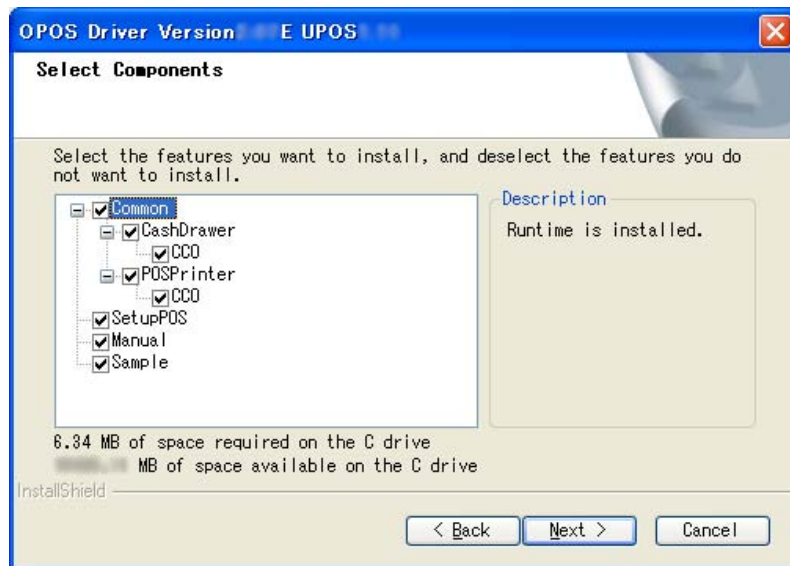 OPOS Driver Version E UPOS
Select Components
Select the features you want to install, and deselect the features you do
not want to install.
Common
CashDrawer
CCO
POSPrinter
CCO
SetupPOS
Manual
Sample
Description
Runtime is installed.
6.34 MB of space required on the C drive
MB of space available on the C drive
InstallShield
< Back
Next >
Cancel